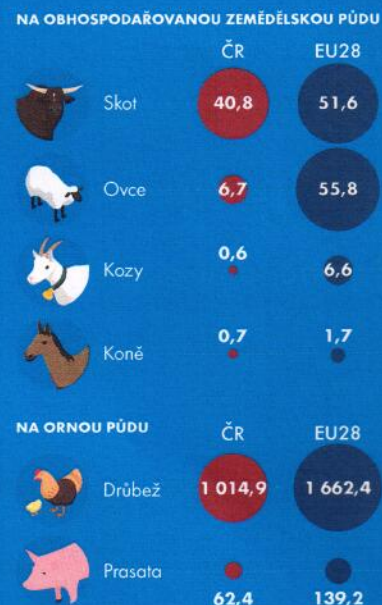 NA OBHOSPODAŘOVANOU ZEMĚDĚLSKOU PŮDU
ČR EU28
Skot 40,8 51,6
Ovce 6,7 55,8
Kozy 0,6 6,6
Koně 0,7 1,7
NA ORNOU PŮDU ČR EU28
Drůbež 1 014,9 1 662,4
Prasata
62,4 139,2